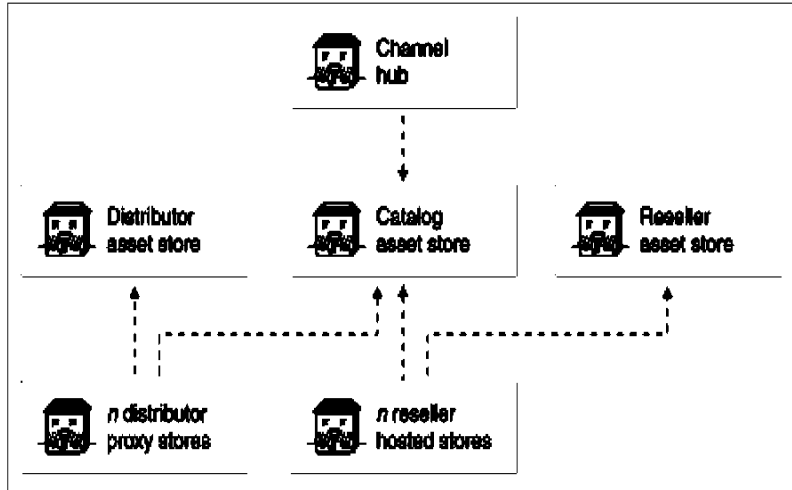 Channel
hub
Distributor
asset store
Catalog
asset store
Reseller
asset store
n distributor
proxy stores
n reseller
hosted stores